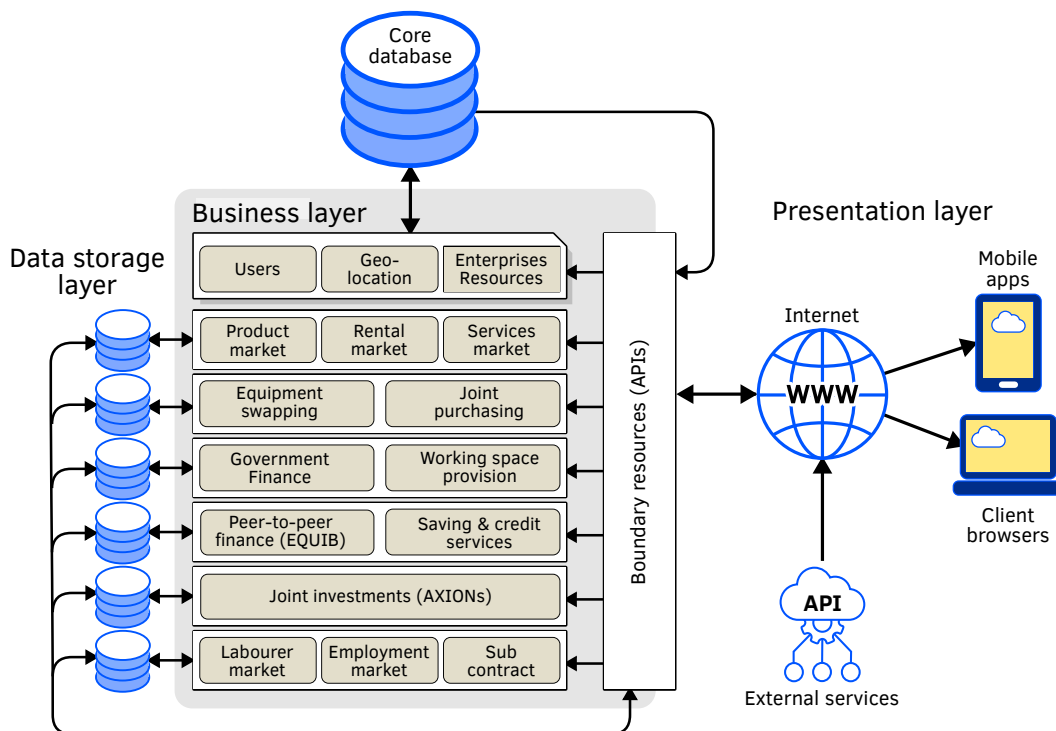 Core
database
Business layer
Presentation layer
Data storage
layer
Users
Geo-
location
Enterprises
Resources
Product
market
Rental
market
Services
market
Equipment
swapping
Joint
purchasing
Government
Finance
Working space
provision
Peer-to-peer
finance (EQUIB)
Saving & credit
services
Joint investments (AXIONs)
Labourer
market
Employment
market
Sub
contract
Boundary resources (APIs)
Internet
WWW
Mobile
apps
Client
browsers
API
External services